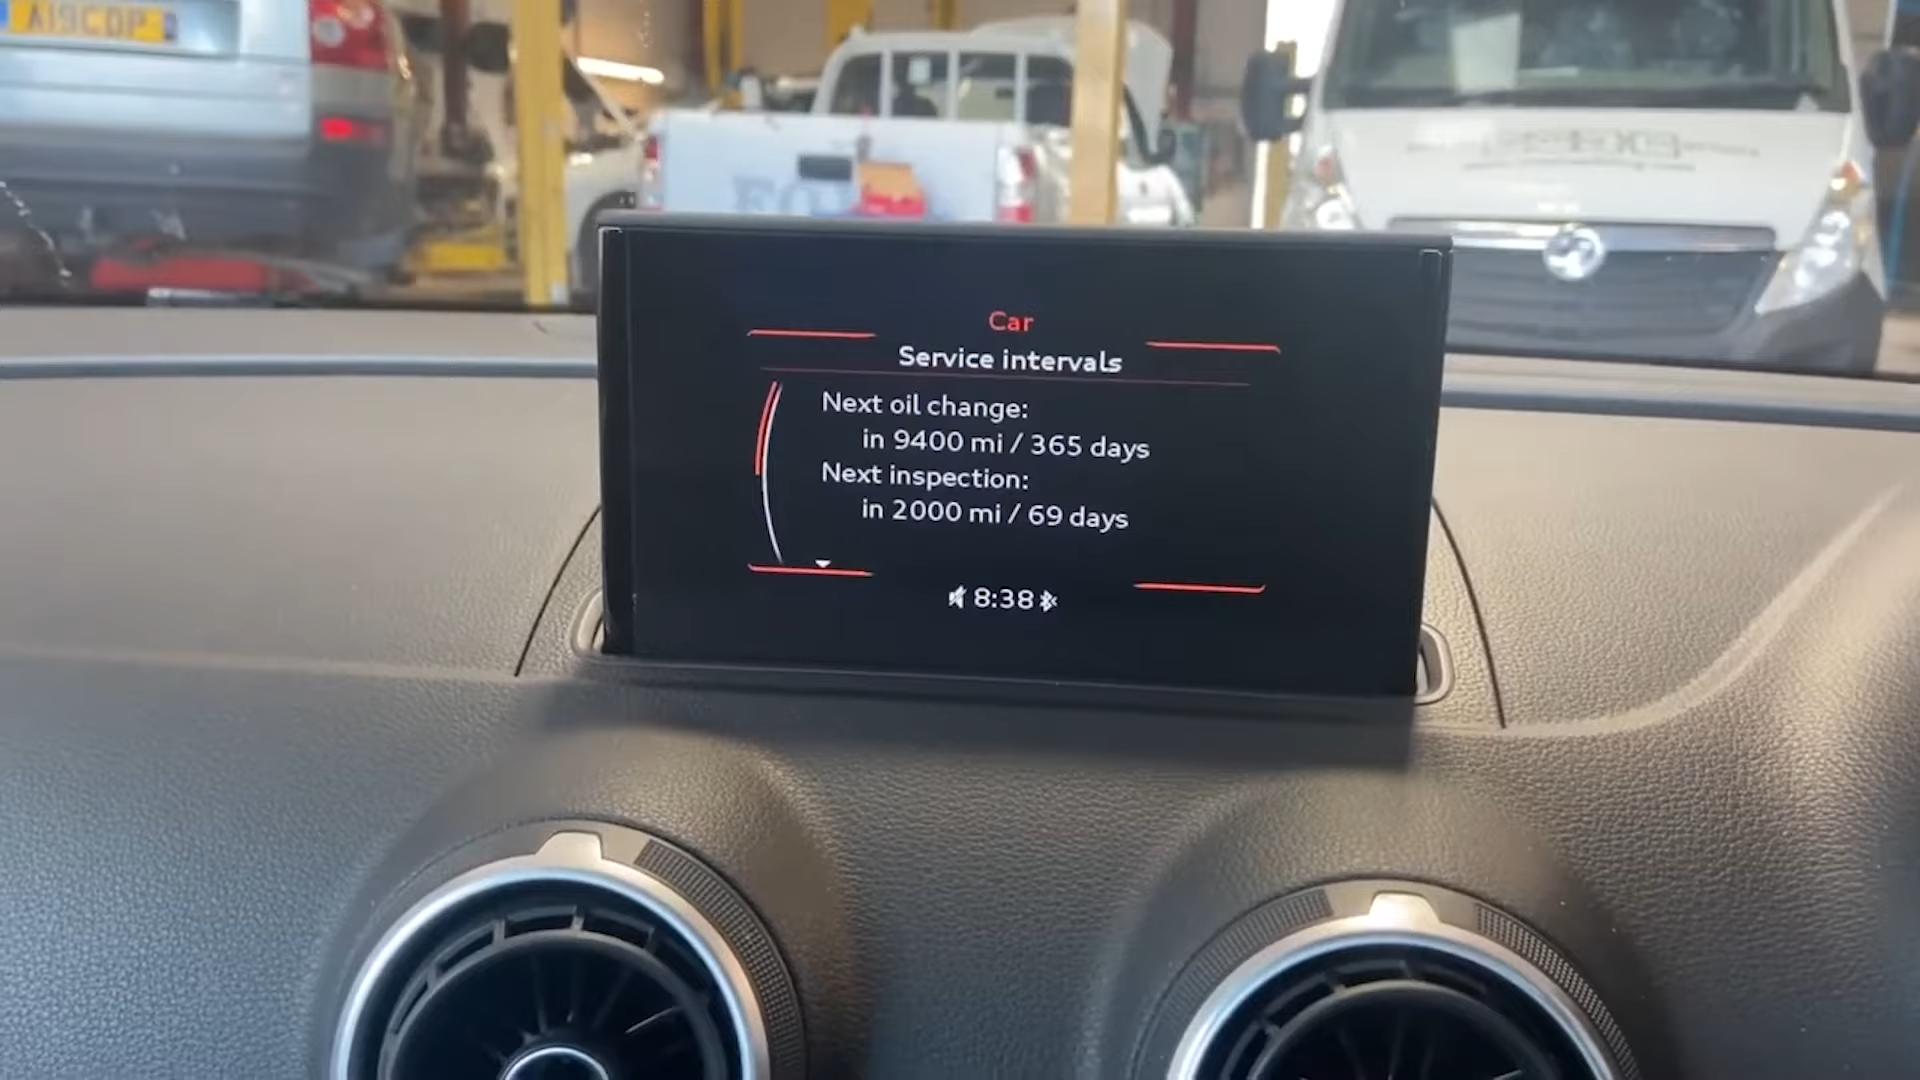 A19CDP
Car
Service intervals
Next oil change:
in 9400 mi / 365 days
Next inspection:
in 2000 mi / 69 days
8:38